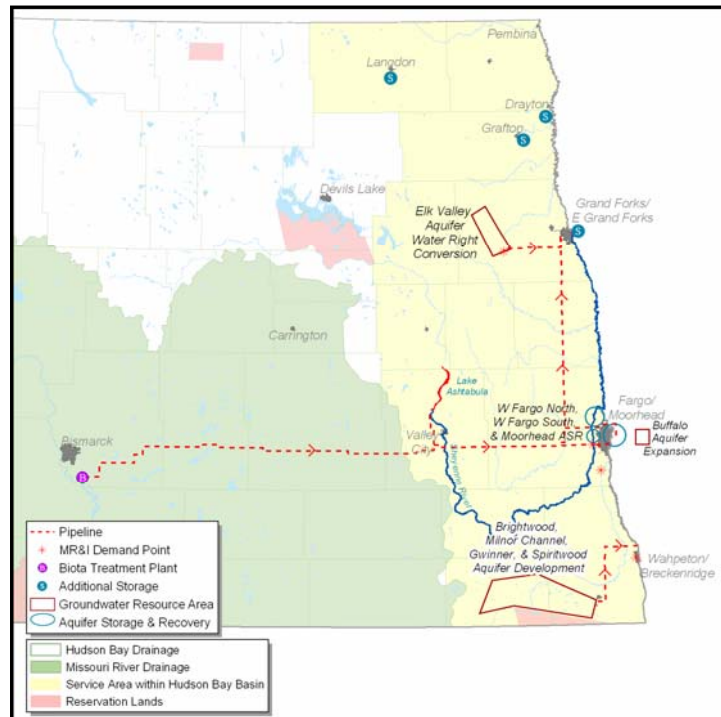 Pembina
Langdon
S
Drayton
S
Grafton
S
Devils Lake
Grand Forks/
E Grand Forks
S
Elk Valley
Aquifer
Water Right
Conversion
Carrington
Lake
Ashtabula
W Fargo North,
W Fargo South,
& Moorhead ASR
Fargo/
Moorhead
Buffalo
Aquifer
Expansion
Bismarck
B
Valley
City
Sheyenne River
Brightwood,
Milnor Channel,
Gwinner, & Spiritwood
Aquifer Development
Wahpeton/
Breckenridge
Pipeline
MR&I Demand Point
B Biota Treatment Plant
S Additional Storage
Groundwater Resource Area
Aquifer Storage & Recovery
Hudson Bay Drainage
Missouri River Drainage
Service Area within Hudson Bay Basin
Reservation Lands